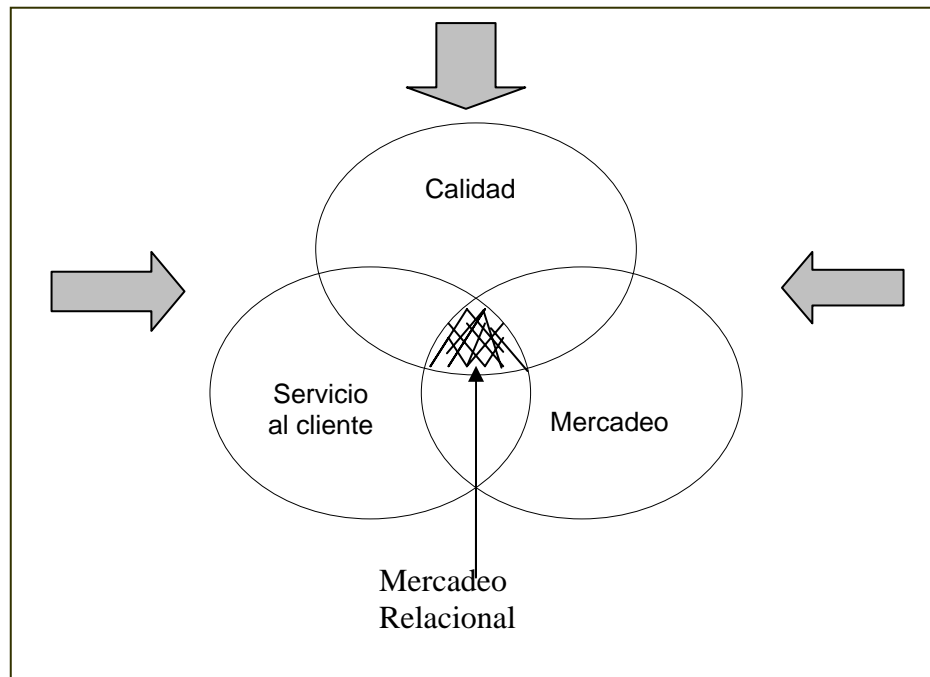 Calidad
Servicio
al cliente
Mercadeo
Mercadeo
Relacional